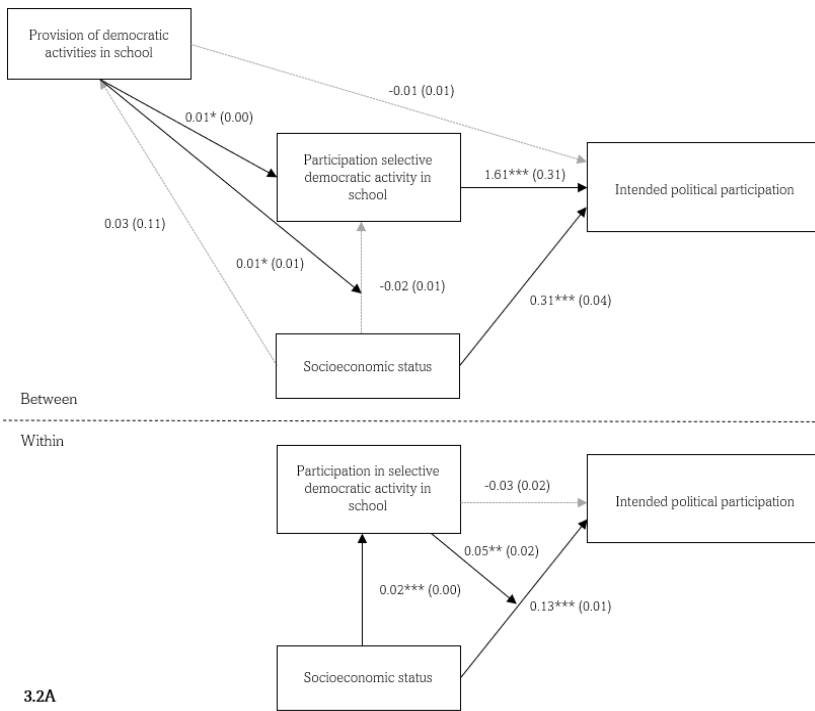 Provision of democratic
activities in school
-0.01 (0.01)
0.01* (0.00)
Participation selective
democratic activity in
school
1.61*** (0.31)
Intended political participation
0.03 (0.11)
0.01* (0.01)
-0.02 (0.01)
0.31*** (0.04)
Socioeconomic status
Between
Within
Participation in selective
democratic activity in
school
-0.03 (0.02)
Intended political participation
0.05** (0.02)
0.02*** (0.00)
0.13*** (0.01)
Socioeconomic status
3.2A